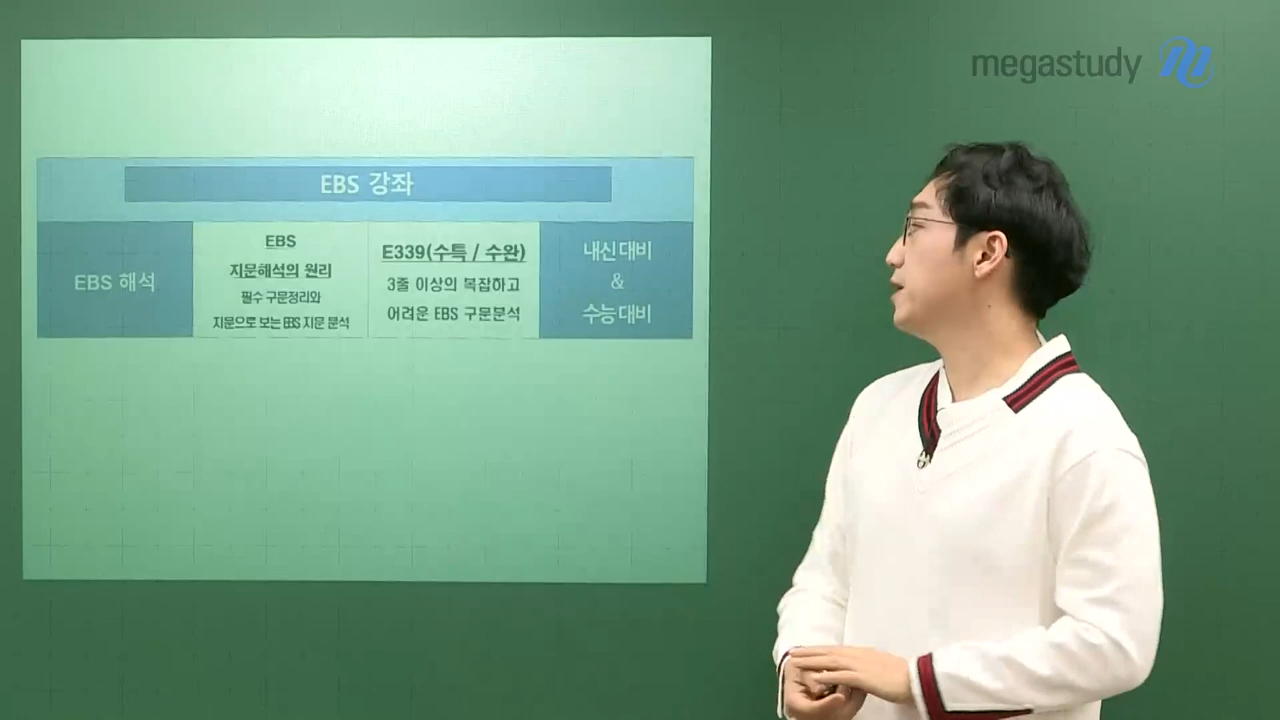 megastudy
EBS 강좌
EBS 해석
EBS
지문해석의 원리
필수 구문정리와
지문으로 보는 EBS 지문 분석
E339(수특 / 수완)
3줄 이상의 복잡하고
어려운 EBS 구문분석
내신대비
&
수능대비